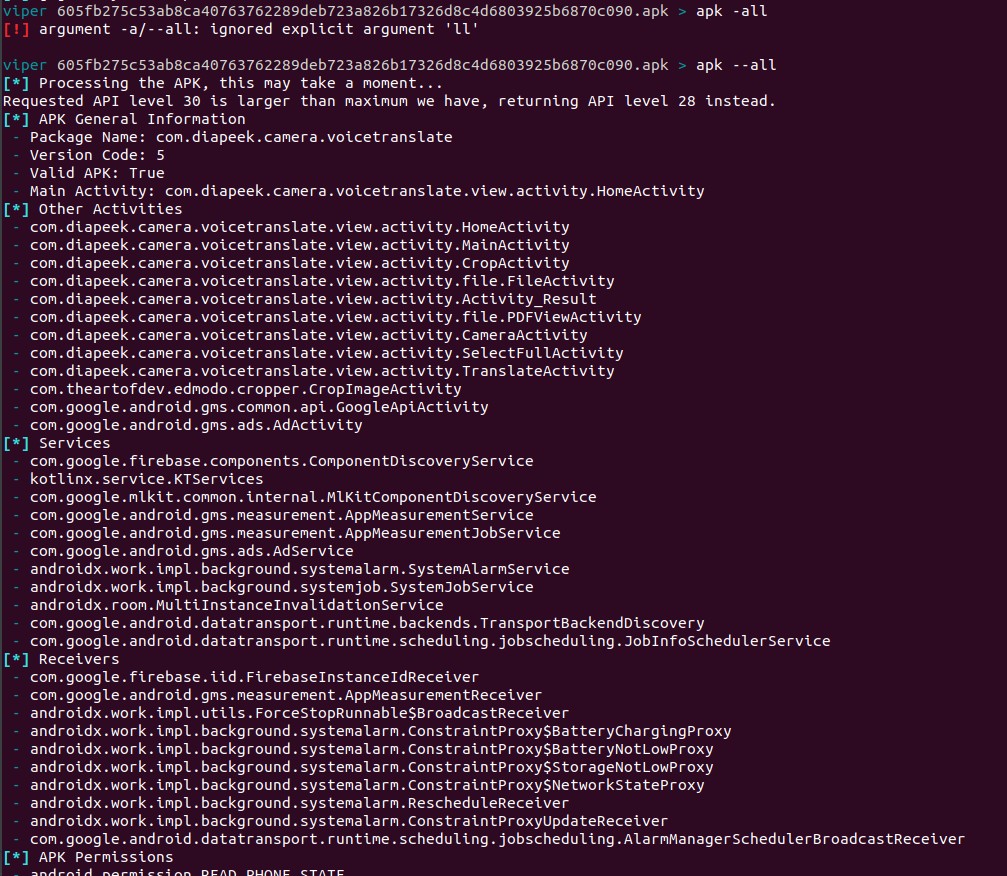 viper 605fb275c53ab8ca40763762289deb723a826b17326d8c4d6803925b6870c090.apk > apk -all
[!] argument -a/--all: ignored explicit argument 'll'
viper 605fb275c53ab8ca40763762289deb723a826b17326d8c4d6803925b6870c090.apk > apk --all
[*] Processing the APK, this may take a moment...
Requested API level 30 is larger than maximum we have, returning API level 28 instead.
[*] APK General Information
- Package Name: com.diapeek.camera.voicetranslate
- Version Code: 5
- Valid APK: True
- Main Activity: com.diapeek.camera.voicetranslate.view.activity.HomeActivity
[*] Other Activities
- com.diapeek.camera.voicetranslate.view.activity.HomeActivity
- com.diapeek.camera.voicetranslate.view.activity.MainActivity
- com.diapeek.camera.voicetranslate.view.activity.CropActivity
- com.diapeek.camera.voicetranslate.view.activity.file.FileActivity
- com.diapeek.camera.voicetranslate.view.activity.Activity_Result
- com.diapeek.camera.voicetranslate.view.activity.file.PDFViewActivity
- com.diapeek.camera.voicetranslate.view.activity.CameraActivity
- com.diapeek.camera.voicetranslate.view.activity.SelectFullActivity
- com.diapeek.camera.voicetranslate.view.activity.TranslateActivity
- com.theartofdev.edmodo.cropper.CropImageActivity
- com.google.android.gms.common.api.GoogleApiActivity
- com.google.android.gms.ads.AdActivity
[*] Services
- com.google.firebase.components.ComponentDiscoveryService
- kotlinx.service.KTServices
- com.google.mlkit.common.internal.MlKitComponentDiscoveryService
- com.google.android.gms.measurement.AppMeasurementService
- com.google.android.gms.measurement.AppMeasurementJobService
- com.google.android.gms.ads.AdService
- androidx.work.impl.background.systemalarm.SystemAlarmService
- androidx.work.impl.background.systemjob.SystemJobService
- androidx.room.MultiInstanceInvalidationService
- com.google.android.datatransport.runtime.backends.TransportBackendDiscovery
- com.google.android.datatransport.runtime.scheduling.jobscheduling.JobInfoSchedulerService
[*] Receivers
- com.google.firebase.iid.FirebaseInstanceIdReceiver
- com.google.android.gms.measurement.AppMeasurementReceiver
- androidx.work.impl.utils.ForceStopRunnable$BroadcastReceiver
- androidx.work.impl.background.systemalarm.ConstraintProxy$BatteryChargingProxy
- androidx.work.impl.background.systemalarm.ConstraintProxy$BatteryNotLowProxy
- androidx.work.impl.background.systemalarm.ConstraintProxy$StorageNotLowProxy
- androidx.work.impl.background.systemalarm.ConstraintProxy$NetworkStateProxy
- androidx.work.impl.background.systemalarm.RescheduleReceiver
- androidx.work.impl.background.systemalarm.ConstraintProxyUpdateReceiver
- com.google.android.datatransport.runtime.scheduling.jobscheduling.AlarmManagerSchedulerBroadcastReceiver
[*] APK Permissions
- android.permission.READ_PHONE_STATE